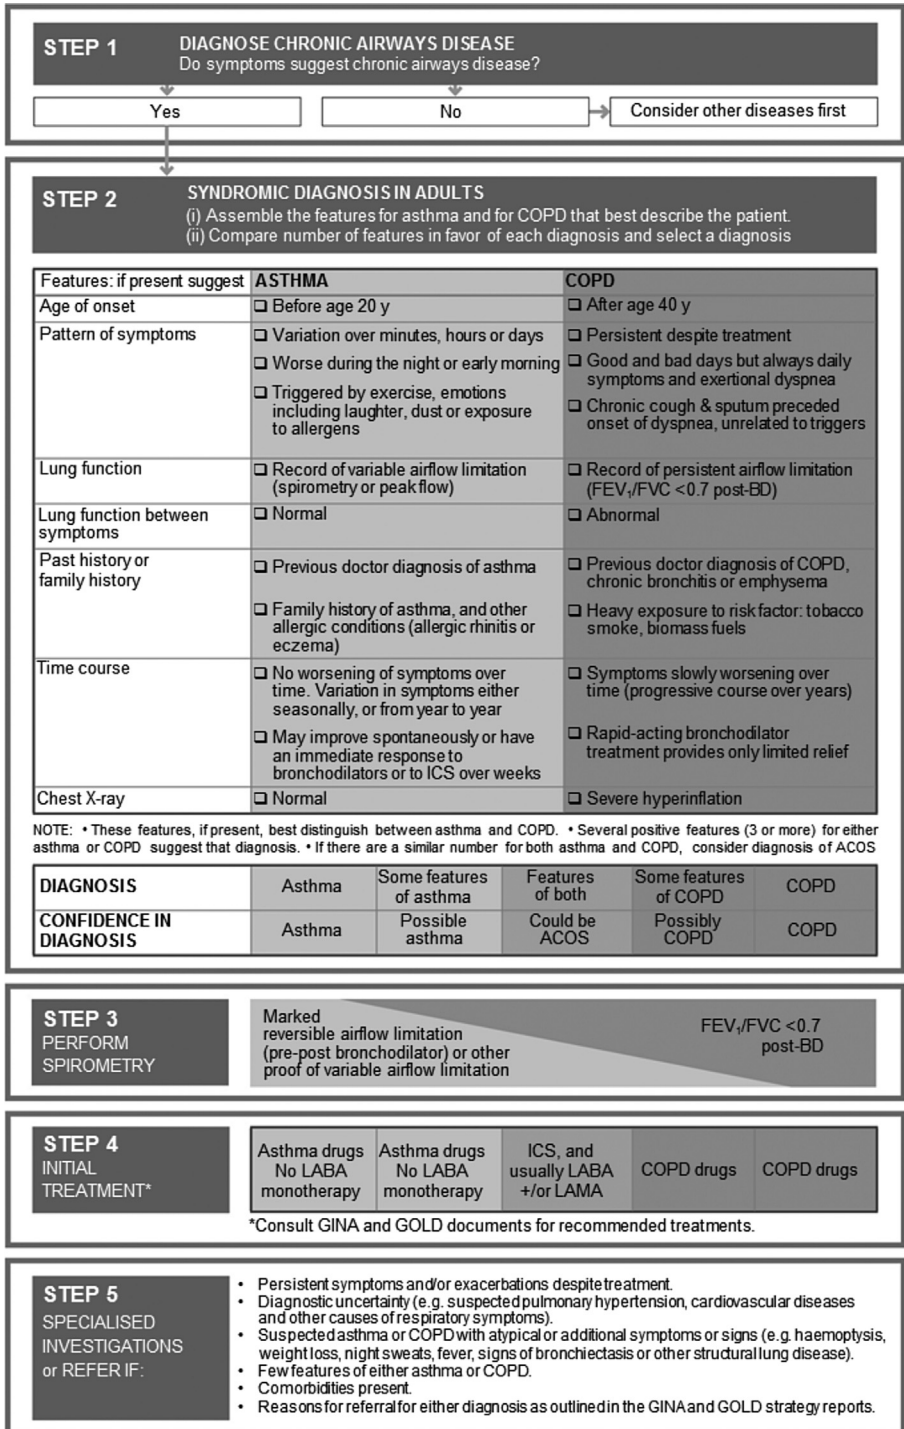 STEP 1
DIAGNOSE CHRONIC AIRWAYS DISEASE
Do symptoms suggest chronic airways disease?
Yes
No
Consider other diseases first
STEP 2
SYNDROMIC DIAGNOSIS IN ADULTS
(i) Assemble the features for asthma and for COPD that best describe the patient.
(ii) Compare number of features in favor of each diagnosis and select a diagnosis
Features: if present suggest
ASTHMA
COPD
Age of onset
❑ Before age 20 y
❑ After age 40 y
Pattern of symptoms
❑ Variation over minutes, hours or days
❑ Worse during the night or early morning
❑ Triggered by exercise, emotions
including laughter, dust or exposure
to allergens
❑ Persistent despite treatment
❑ Good and bad days but always daily
symptoms and exertional dyspnea
❑ Chronic cough & sputum preceded
onset of dyspnea, unrelated to triggers
Lung function
❑ Record of variable airflow limitation
(spirometry or peak flow)
❑ Record of persistent airflow limitation
(FEV₁/FVC <0.7 post-BD)
Lung function between
symptoms
❑ Normal
❑ Abnormal
Past history or
family history
❑ Previous doctor diagnosis of asthma
❑ Family history of asthma, and other
allergic conditions (allergic rhinitis or
eczema)
❑ Previous doctor diagnosis of COPD,
chronic bronchitis or emphysema
❑ Heavy exposure to risk factor: tobacco
smoke, biomass fuels
Time course
❑ No worsening of symptoms over
time. Variation in symptoms either
seasonally, or from year to year
❑ May improve spontaneously or have
an immediate response to
bronchodilators or to ICS over weeks
❑ Symptoms slowly worsening over
time (progressive course over years)
❑ Rapid-acting bronchodilator
treatment provides only limited relief
Chest X-ray
❑ Normal
❑ Severe hyperinflation
NOTE: • These features, if present, best distinguish between asthma and COPD. • Several positive features (3 or more) for either
asthma or COPD suggest that diagnosis. • If there are a similar number for both asthma and COPD, consider diagnosis of ACOS
DIAGNOSIS
Asthma
Some features
of asthma
Features
of both
Some features
of COPD
COPD
CONFIDENCE IN
DIAGNOSIS
Asthma
Possible
asthma
Could be
ACOS
Possibly
COPD
COPD
STEP 3
PERFORM
SPIROMETRY
Marked
reversible airflow limitation
(pre-post bronchodilator) or other
proof of variable airflow limitation
FEV₁/FVC <0.7
post-BD
STEP 4
INITIAL
TREATMENT*
Asthma drugs
No LABA
monotherapy
Asthma drugs
No LABA
monotherapy
ICS, and
usually LABA
+/or LAMA
COPD drugs
COPD drugs
*Consult GINA and GOLD documents for recommended treatments.
STEP 5
SPECIALISED
INVESTIGATIONS
or REFER IF:
• Persistent symptoms and/or exacerbations despite treatment.
• Diagnostic uncertainty (e.g. suspected pulmonary hypertension, cardiovascular diseases
and other causes of respiratory symptoms).
• Suspected asthma or COPD with atypical or additional symptoms or signs (e.g. haemoptysis,
weight loss, night sweats, fever, signs of bronchiectasis or other structural lung disease).
• Few features of either asthma or COPD.
• Comorbidities present.
• Reasons for referral for either diagnosis as outlined in the GINA and GOLD strategy reports.